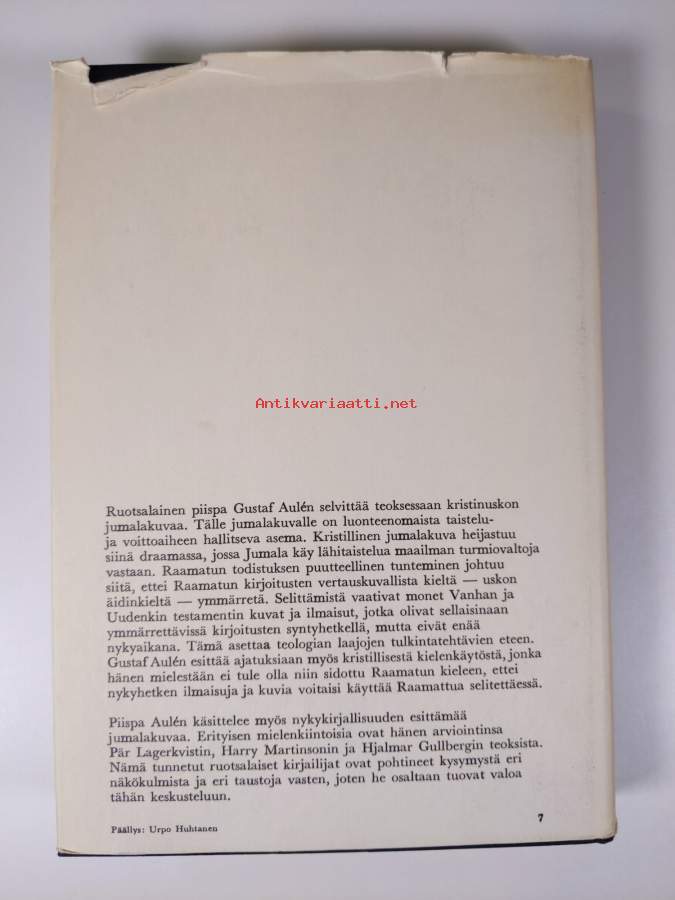 Antikvariaatti.net
Ruotsalainen piispa Gustaf Aulén selvittää teoksessaan kristinuskon
jumalakuvaa. Tälle jumalakuvalle on luonteenomaista taistelu-
ja voittoaiheen hallitseva asema. Kristillinen jumalakuva heijastuu
siinä draamassa, jossa Jumala käy lähitaistelua maailman turmiovaltoja
vastaan. Raamatun todistuksen puutteellinen tunteminen johtuu
siitä, ettei Raamatun kirjoitusten vertauskuvallista kieltä — uskon
äidinkieltä — ymmärretä. Selittämistä vaativat monet Vanhan ja
Uudenkin testamentin kuvat ja ilmaisut, jotka olivat sellaisinaan
ymmärrettävissä kirjoitusten syntyhetkellä, mutta eivät enää
nykyaikana. Tämä asettaa teologian laajojen tulkintatehtävien eteen.
Gustaf Aulén esittää ajatuksiaan myös kristillisestä kielenkäytöstä, jonka
hänen mielestään ei tule olla niin sidottu Raamatun kieleen, ettei
nykyhetken ilmaisuja ja kuvia voitaisi käyttää Raamattua selitettäessä.
Piispa Aulén käsittelee myös nykykirjallisuuden esittämää
jumalakuvaa. Erityisen mielenkiintoisia ovat hänen arviointinsa
Pär Lagerkvistin, Harry Martinsonin ja Hjalmar Gullbergin teoksista.
Nämä tunnetut ruotsalaiset kirjailijat ovat pohtineet kysymystä eri
näkökulmista ja eri taustoja vasten, joten he osaltaan tuovat valoa
tähän keskusteluun.
7
Päällys: Urpo Huhtanen